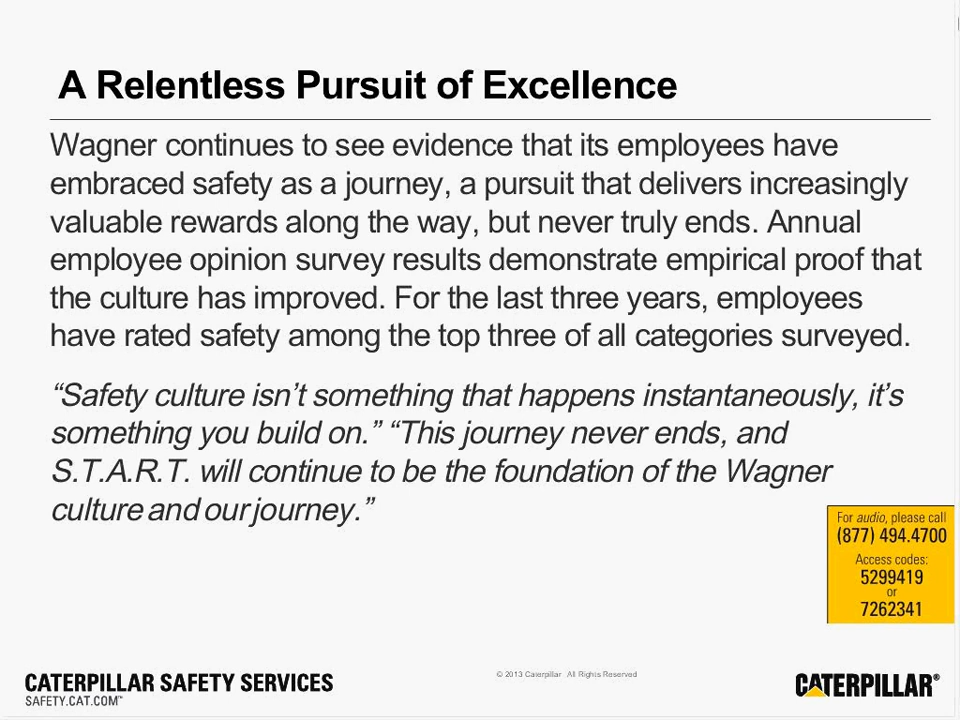 A Relentless Pursuit of Excellence
Wagner continues to see evidence that its employees have
embraced safety as a journey, a pursuit that delivers increasingly
valuable rewards along the way, but never truly ends. Annual
employee opinion survey results demonstrate empirical proof that
the culture has improved. For the last three years, employees
have rated safety among the top three of all categories surveyed.
“Safety culture isn’t something that happens instantaneously, it’s
something you build on.” “This journey never ends, and
S.T.A.R.T. will continue to be the foundation of the Wagner
culture and our journey.”
For audio, please call
(877) 494.4700
Access codes:
5299419
or
7262341
CATERPILLAR SAFETY SERVICES
SAFETY.CAT.COM™
© 2013 Caterpillar All Rights Reserved
CATERPILLAR®